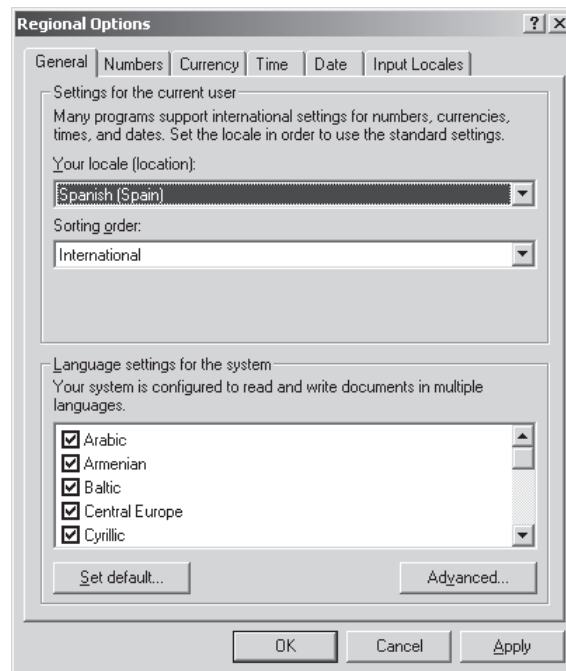 Regional Options
General Numbers Currency Time Date Input Locales
Settings for the current user
Many programs support international settings for numbers, currencies,
times, and dates. Set the locale in order to use the standard settings.
Your locale (location):
Spanish (Spain)
Sorting order:
International
Language settings for the system
Your system is configured to read and write documents in multiple
languages.
Arabic
Armenian
Baltic
Central Europe
Cyrillic
Set default... Advanced...
OK Cancel Apply